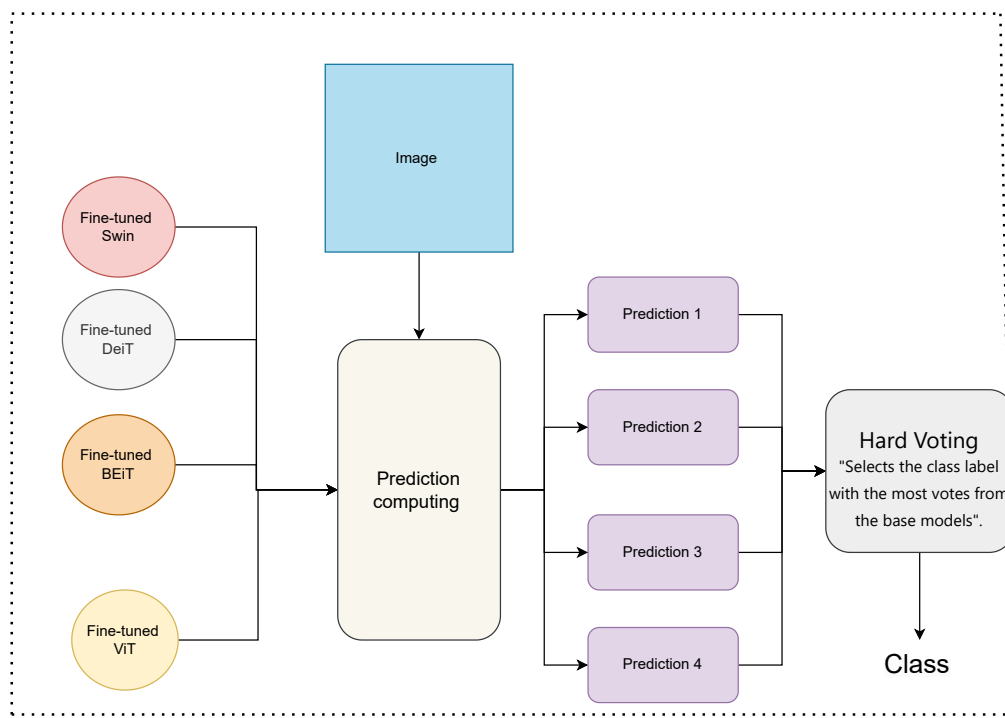 Image
Fine-tuned
Swin
Fine-tuned
DeiT
Fine-tuned
BEiT
Fine-tuned
ViT
Prediction
computing
Prediction 1
Prediction 2
Prediction 3
Prediction 4
Hard Voting
"Selects the class label
with the most votes from
the base models".
Class